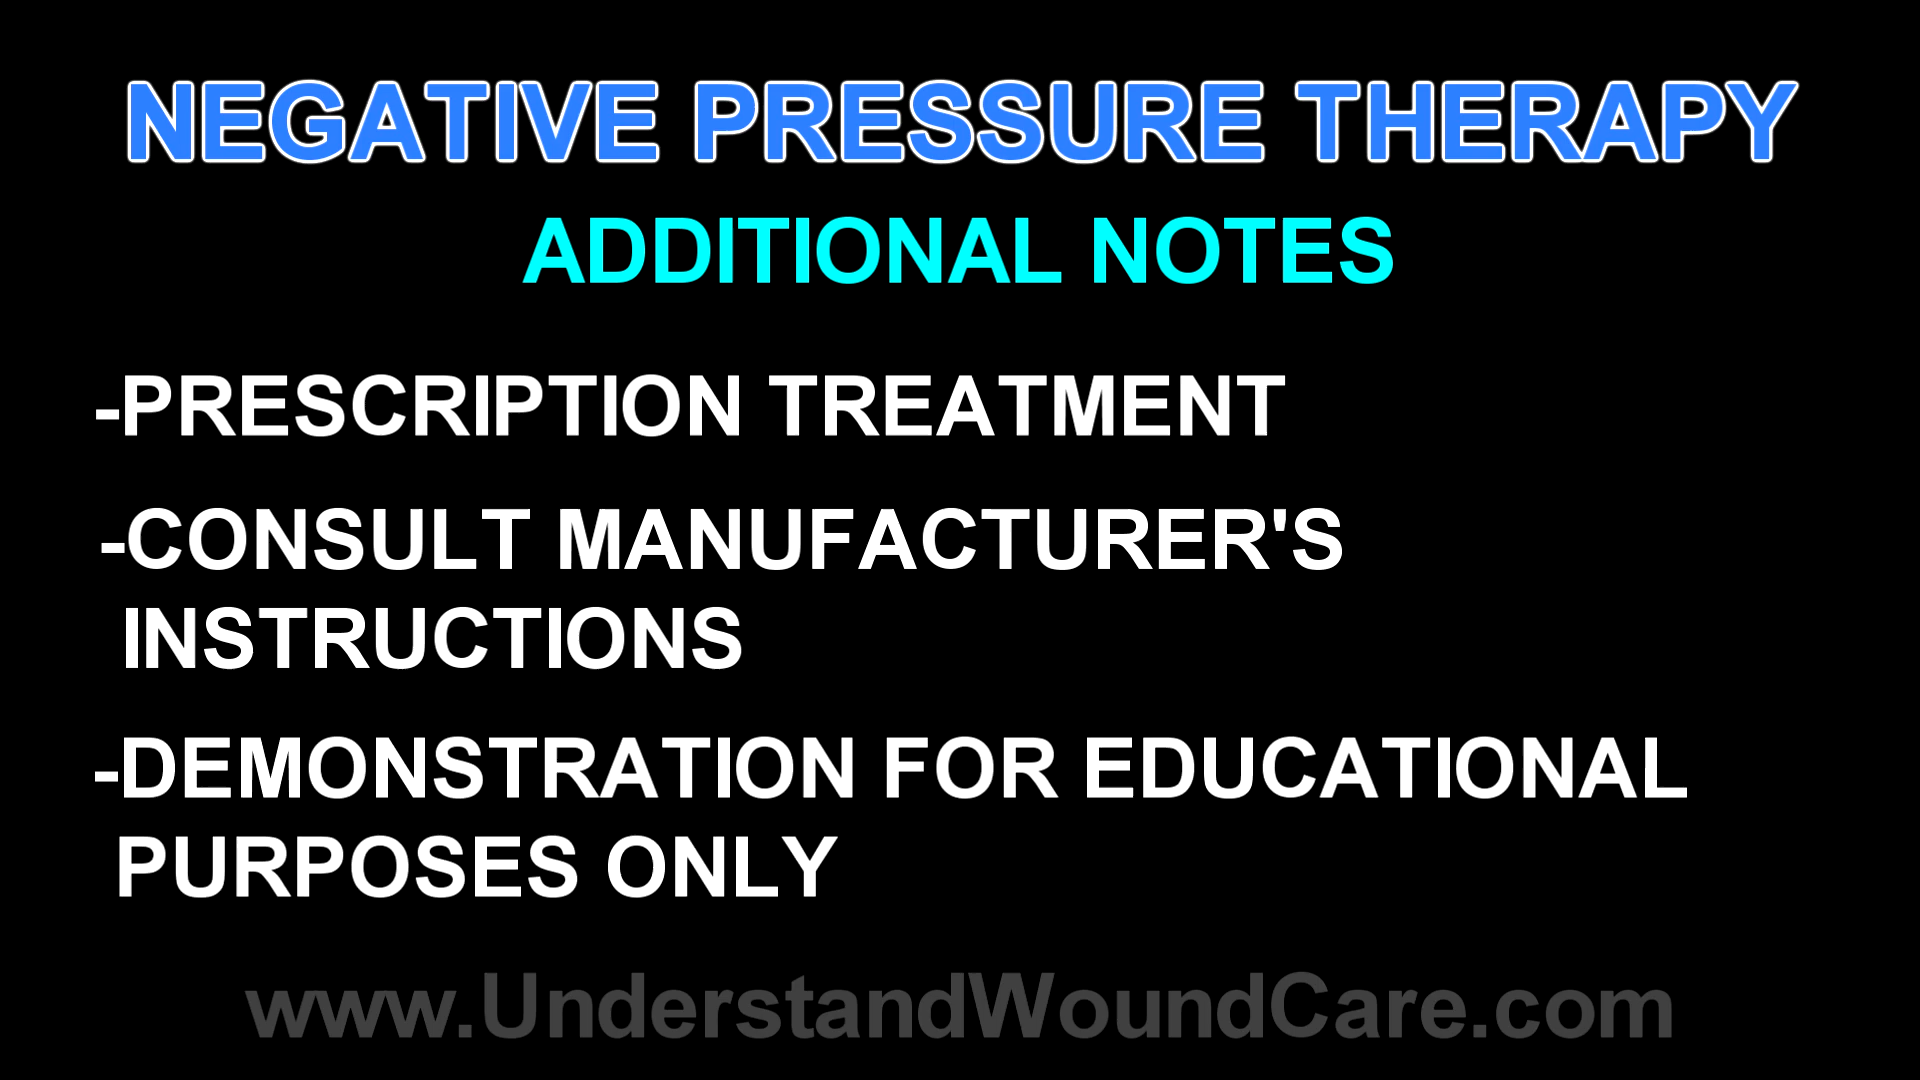 NEGATIVE PRESSURE THERAPY
ADDITIONAL NOTES
-PRESCRIPTION TREATMENT
-CONSULT MANUFACTURER'S
INSTRUCTIONS
-DEMONSTRATION FOR EDUCATIONAL
PURPOSES ONLY
www.UnderstandWoundCare.com